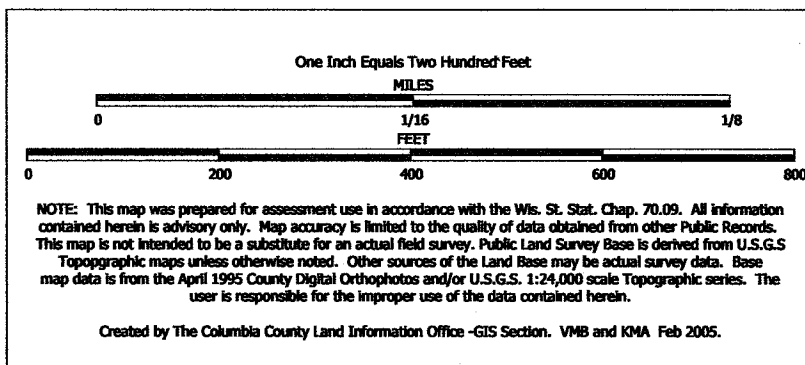 One Inch Equals Two Hundred Feet
MILES
0 1/16 1/8
FEET
0 200 400 600 800
NOTE: This map was prepared for assessment use in accordance with the Wis. St. Stat. Chap. 70.09. All information
contained herein is advisory only. Map accuracy is limited to the quality of data obtained from other Public Records.
This map is not intended to be a substitute for an actual field survey. Public Land Survey Base is derived from U.S.G.S
Topopgraphic maps unless otherwise noted. Other sources of the Land Base may be actual survey data. Base
map data is from the April 1995 County Digital Orthophotos and/or U.S.G.S. 1:24,000 scale Topographic series. The
user is responsible for the improper use of the data contained herein.
Created by The Columbia County Land Information Office -GIS Section. VMB and KMA Feb 2005.